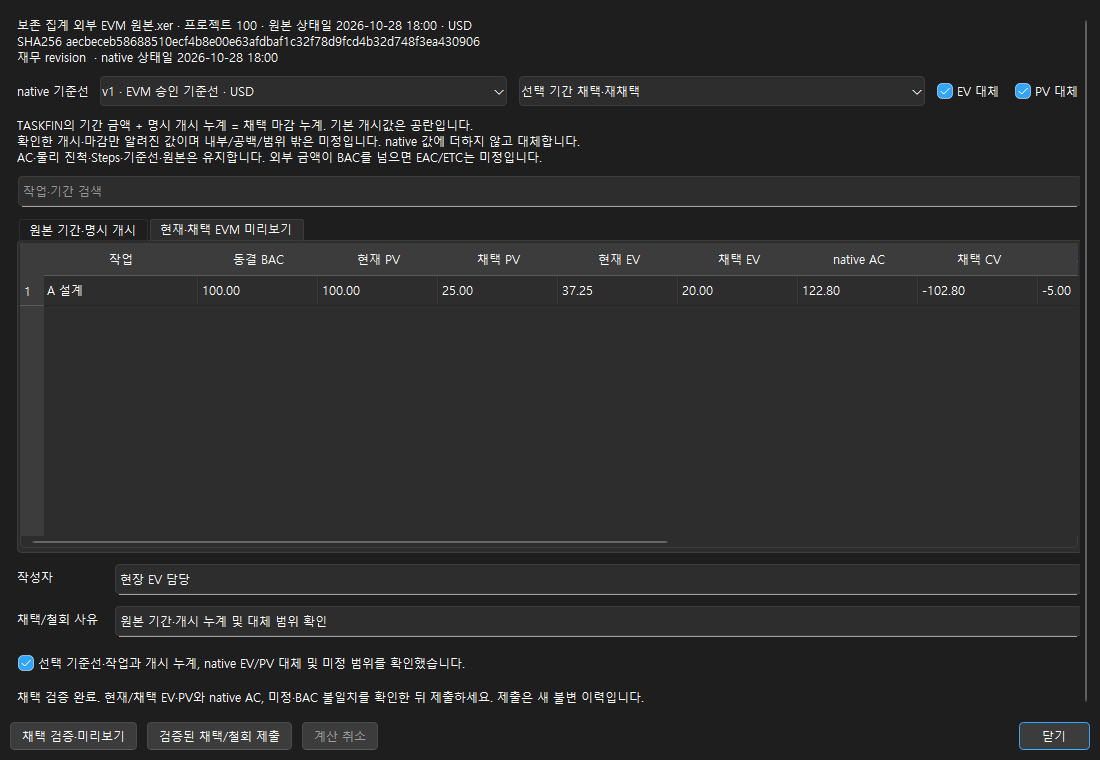 보존 집계 외부 EVM 원본.xer · 프로젝트 100 · 원본 상태일 2026-10-28 18:00 · USD
SHA256 aecbeceb58688510ecf4b8e00e63afdbaf1c32f78d9fcd4b32d748f3ea430906
재무 revision · native 상태일 2026-10-28 18:00
native 기준선 v1 · EVM 승인 기준선 · USD 선택 기간 채택·재채택 EV 대체 PV 대체
TASKFIN의 기간 금액 + 명시 개시 누계 = 채택 마감 누계. 기본 개시값은 공란입니다.
확인한 개시·마감만 알려진 값이며 내부/공백/범위 밖은 미정입니다. native 값에 더하지 않고 대체합니다.
AC·물리 진척·Steps·기준선·원본은 유지합니다. 외부 금액이 BAC를 넘으면 EAC/ETC는 미정입니다.
작업·기간 검색
원본 기간·명시 개시 현재·채택 EVM 미리보기
작업 동결 BAC 현재 PV 채택 PV 현재 EV 채택 EV native AC 채택 CV
1 A 설계 100.00 100.00 25.00 37.25 20.00 122.80 -102.80 -5.00
작성자 현장 EV 담당
채택/철회 사유 원본 기간·개시 누계 및 대체 범위 확인
선택 기준선·작업과 개시 누계, native EV/PV 대체 및 미정 범위를 확인했습니다.
채택 검증 완료. 현재/채택 EV·PV와 native AC, 미정·BAC 불일치를 확인한 뒤 제출하세요. 제출은 새 불변 이력입니다.
채택 검증·미리보기 검증된 채택/철회 제출 계산 취소 닫기